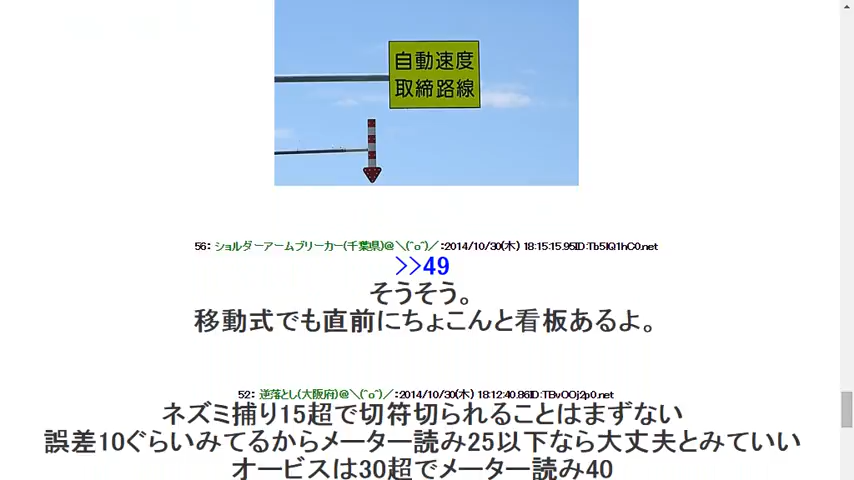 自動速度
取締路線
56: ショルダーアームブリーカー(千葉県)@＼(^o^)／:2014/10/30(木) 18:15:15.95ID:Tb5IQ1hC0.net
>>49
そうそう。
移動式でも直前にちょこんと看板あるよ。
52: 逆落とし(大阪府)@＼(^o^)／:2014/10/30(木) 18:12:40.86ID:TBvOOj2p0.net
ネズミ捕り15超で切符切られることはまずない
誤差10ぐらいみてるからメーター読み25以下なら大丈夫とみていい
オービスは30超でメーター読み40